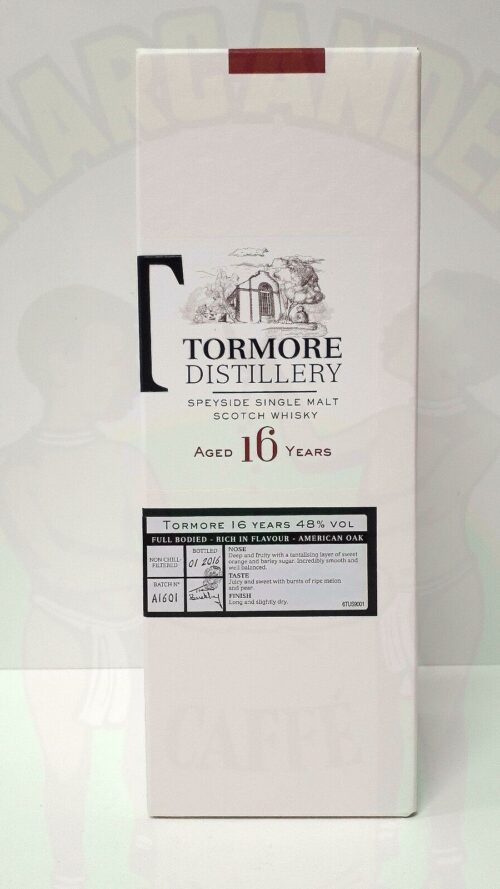 MARC ANDE
T
TORMORE
DISTILLERY
SPEYSIDE SINGLE MALT
SCOTCH WHISKY
AGED 16 YEARS
TORMORE 16 YEARS 48% VOL
FULL BODIED - RICH IN FLAVOUR - AMERICAN OAK
NON CHILL-
FILTERED
BOTTLED
01 2016
BATCH Nº
A1601
NOSE
Deep and fruity with a tantalising layer of sweet
orange and barley sugar. Incredibly smooth and
well balanced.
TASTE
Juicy and sweet with bursts of ripe melon
and pear.
FINISH
Long and slightly dry.
CAFFÈ